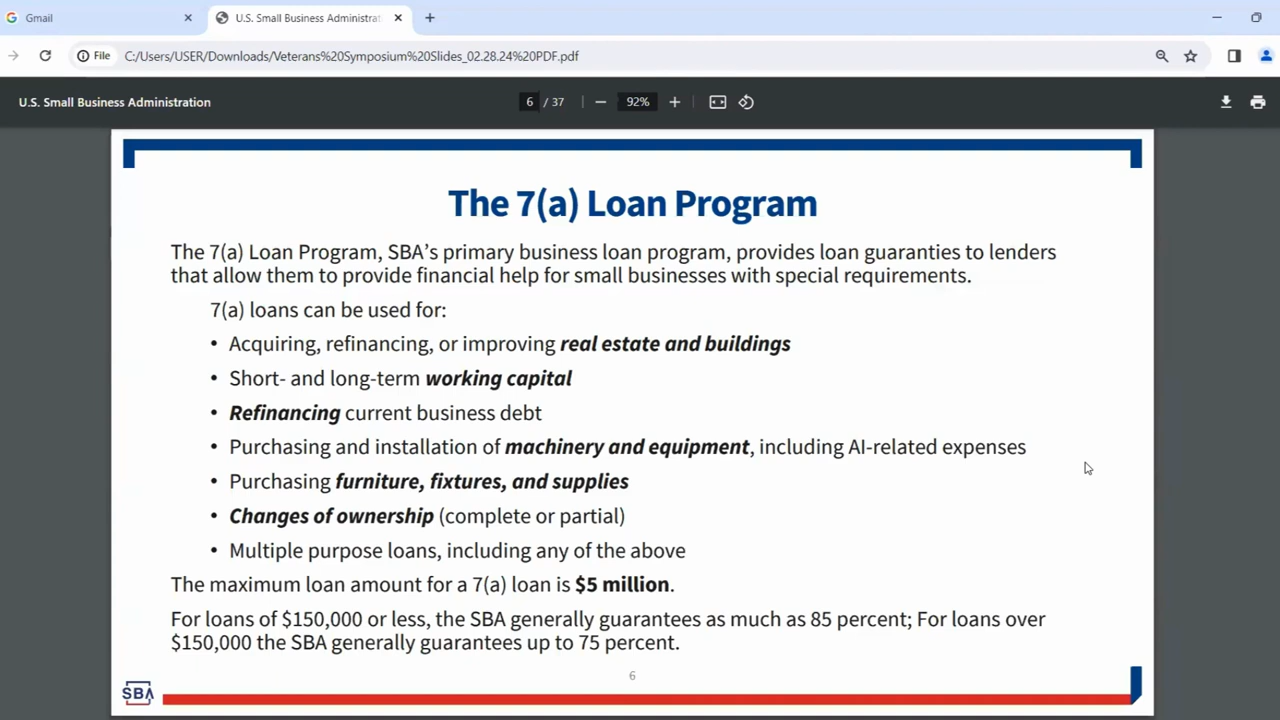 Gmail
U.S. Small Business Administrat
File
C:/Users/USER/Downloads/Veterans%20Symposium%20Slides_02.28.24%20PDF.pdf
U.S. Small Business Administration
6 / 37
92%
The 7(a) Loan Program
The 7(a) Loan Program, SBA’s primary business loan program, provides loan guaranties to lenders
that allow them to provide financial help for small businesses with special requirements.
7(a) loans can be used for:
• Acquiring, refinancing, or improving real estate and buildings
• Short- and long-term working capital
• Refinancing current business debt
• Purchasing and installation of machinery and equipment, including AI-related expenses
• Purchasing furniture, fixtures, and supplies
• Changes of ownership (complete or partial)
• Multiple purpose loans, including any of the above
The maximum loan amount for a 7(a) loan is $5 million.
For loans of $150,000 or less, the SBA generally guarantees as much as 85 percent; For loans over
$150,000 the SBA generally guarantees up to 75 percent.
6
SBA